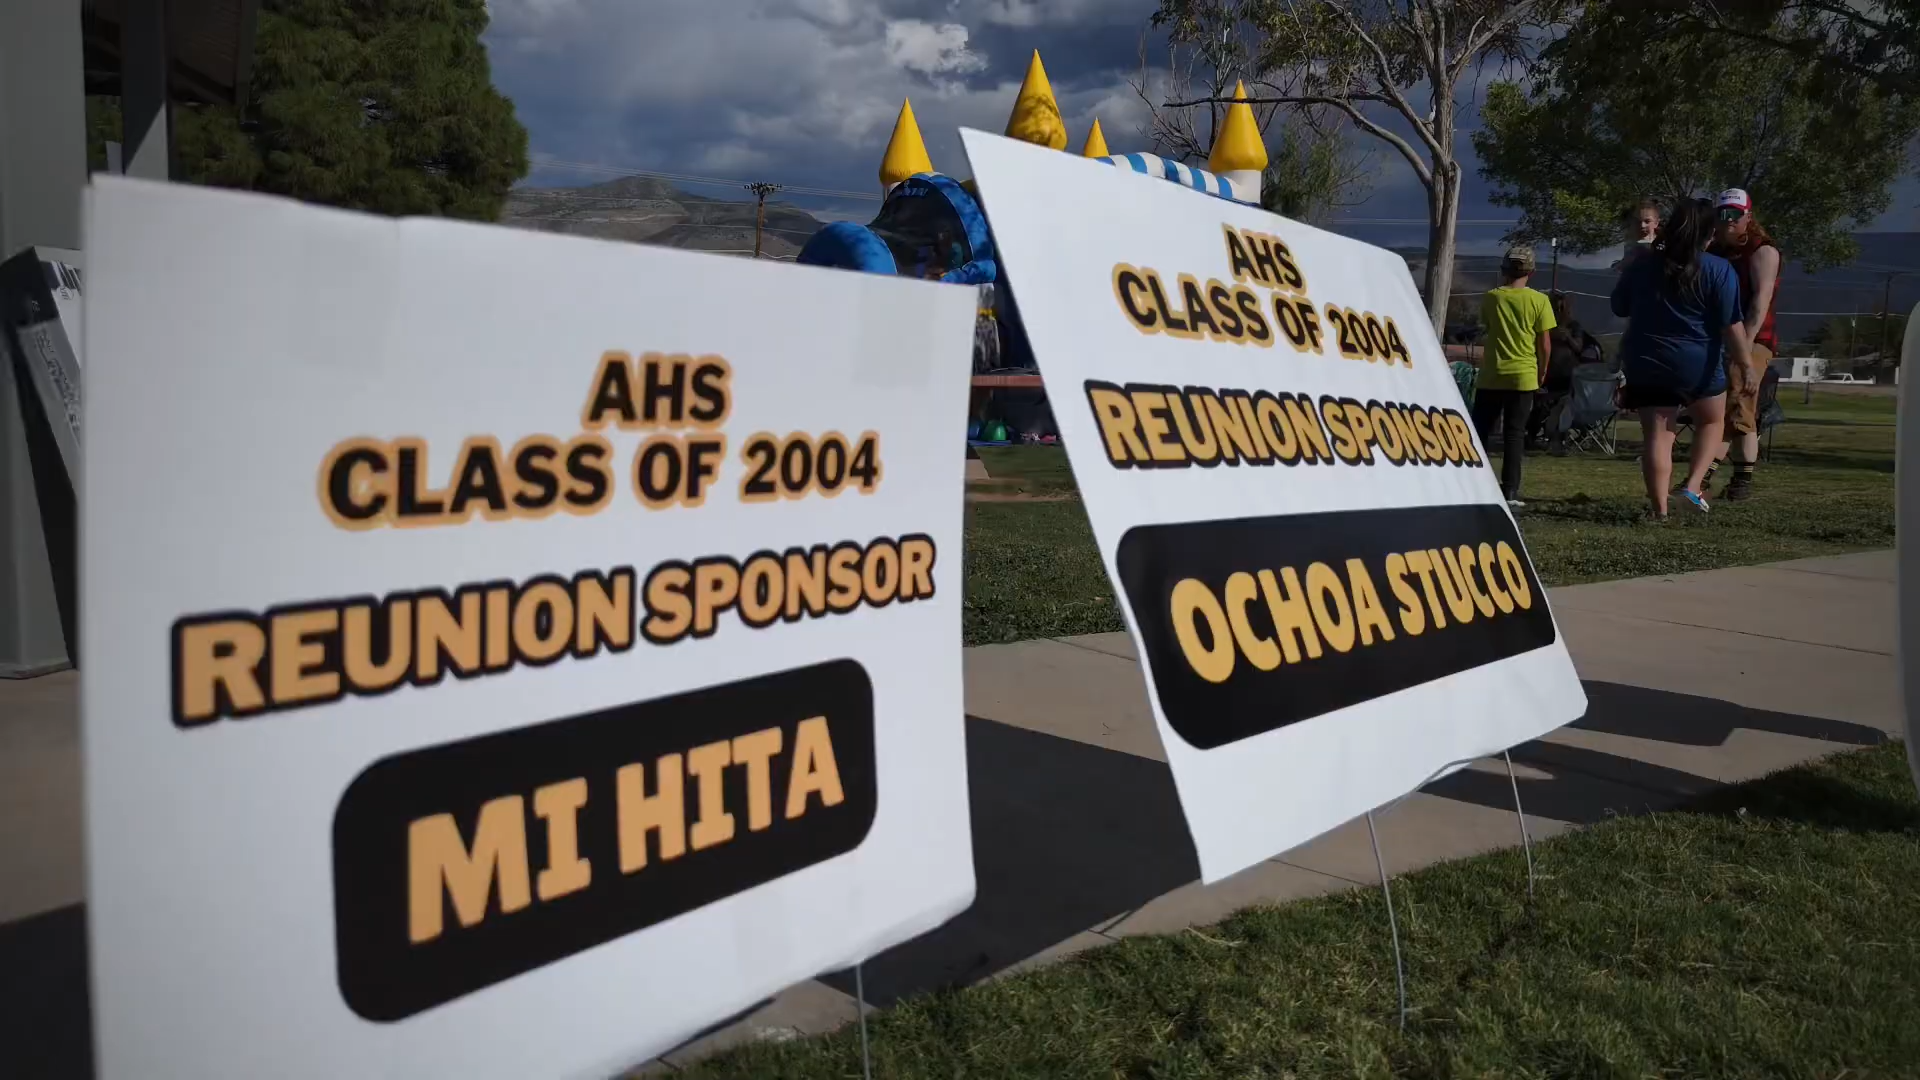 AHS
CLASS OF 2004
REUNION SPONSOR
MI HITA
AHS
CLASS OF 2004
REUNION SPONSOR
OCHOA STUCCO